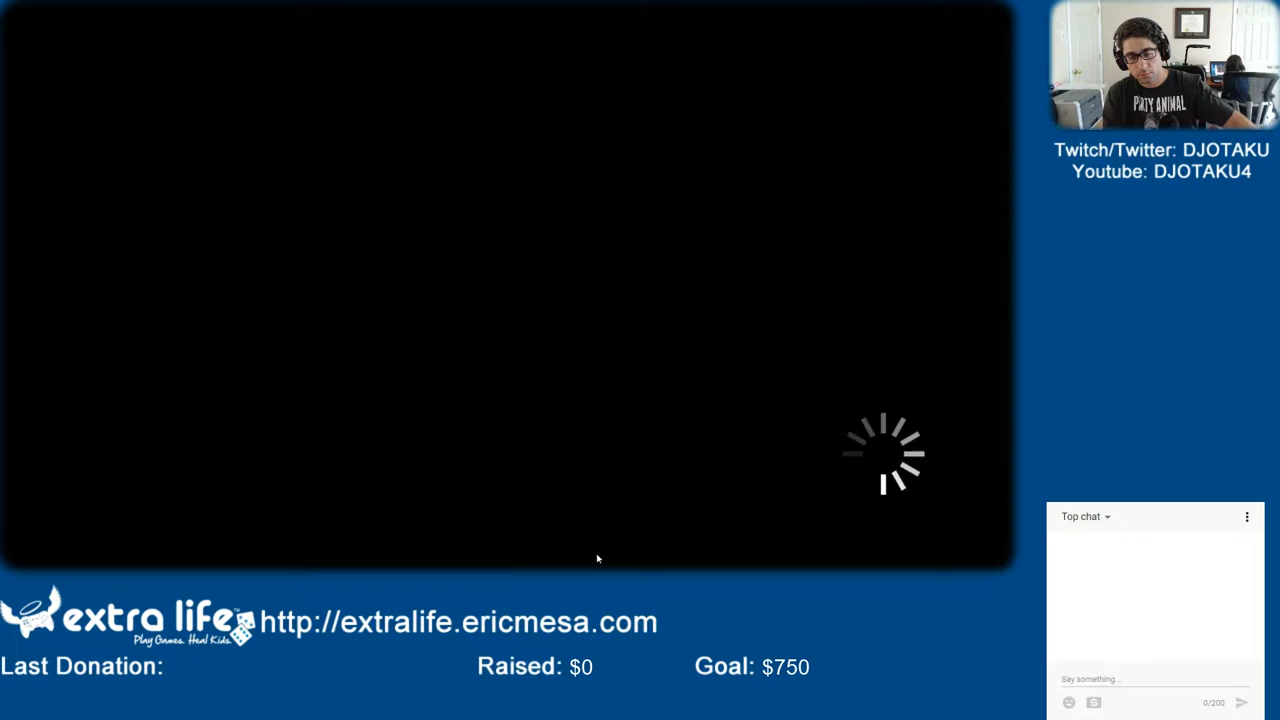 PARTY ANIMAL
Twitch/Twitter: DJOTAKU
Youtube: DJOTAKU4
Top chat
extra life
Play Games. Heal Kids.
http://extralife.ericmesa.com
Last Donation:
Raised: $0
Goal: $750
Say something...
0/200